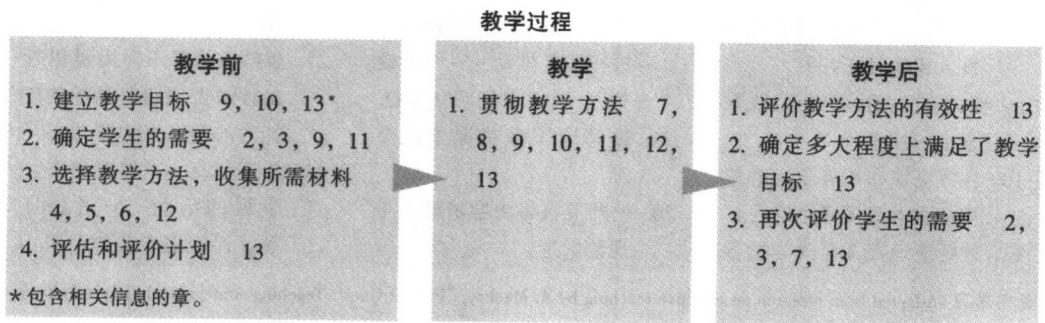 教学过程
教学前
1. 建立教学目标 9，10，13*
2. 确定学生的需要 2，3，9，11
3. 选择教学方法，收集所需材料
4，5，6，12
4. 评估和评价计划 13
*包含相关信息的章。
教学
1. 贯彻教学方法 7，
8，9，10，11，12，
13
教学后
1. 评价教学方法的有效性 13
2. 确定多大程度上满足了教学
目标 13
3. 再次评价学生的需要 2，
3，7，13